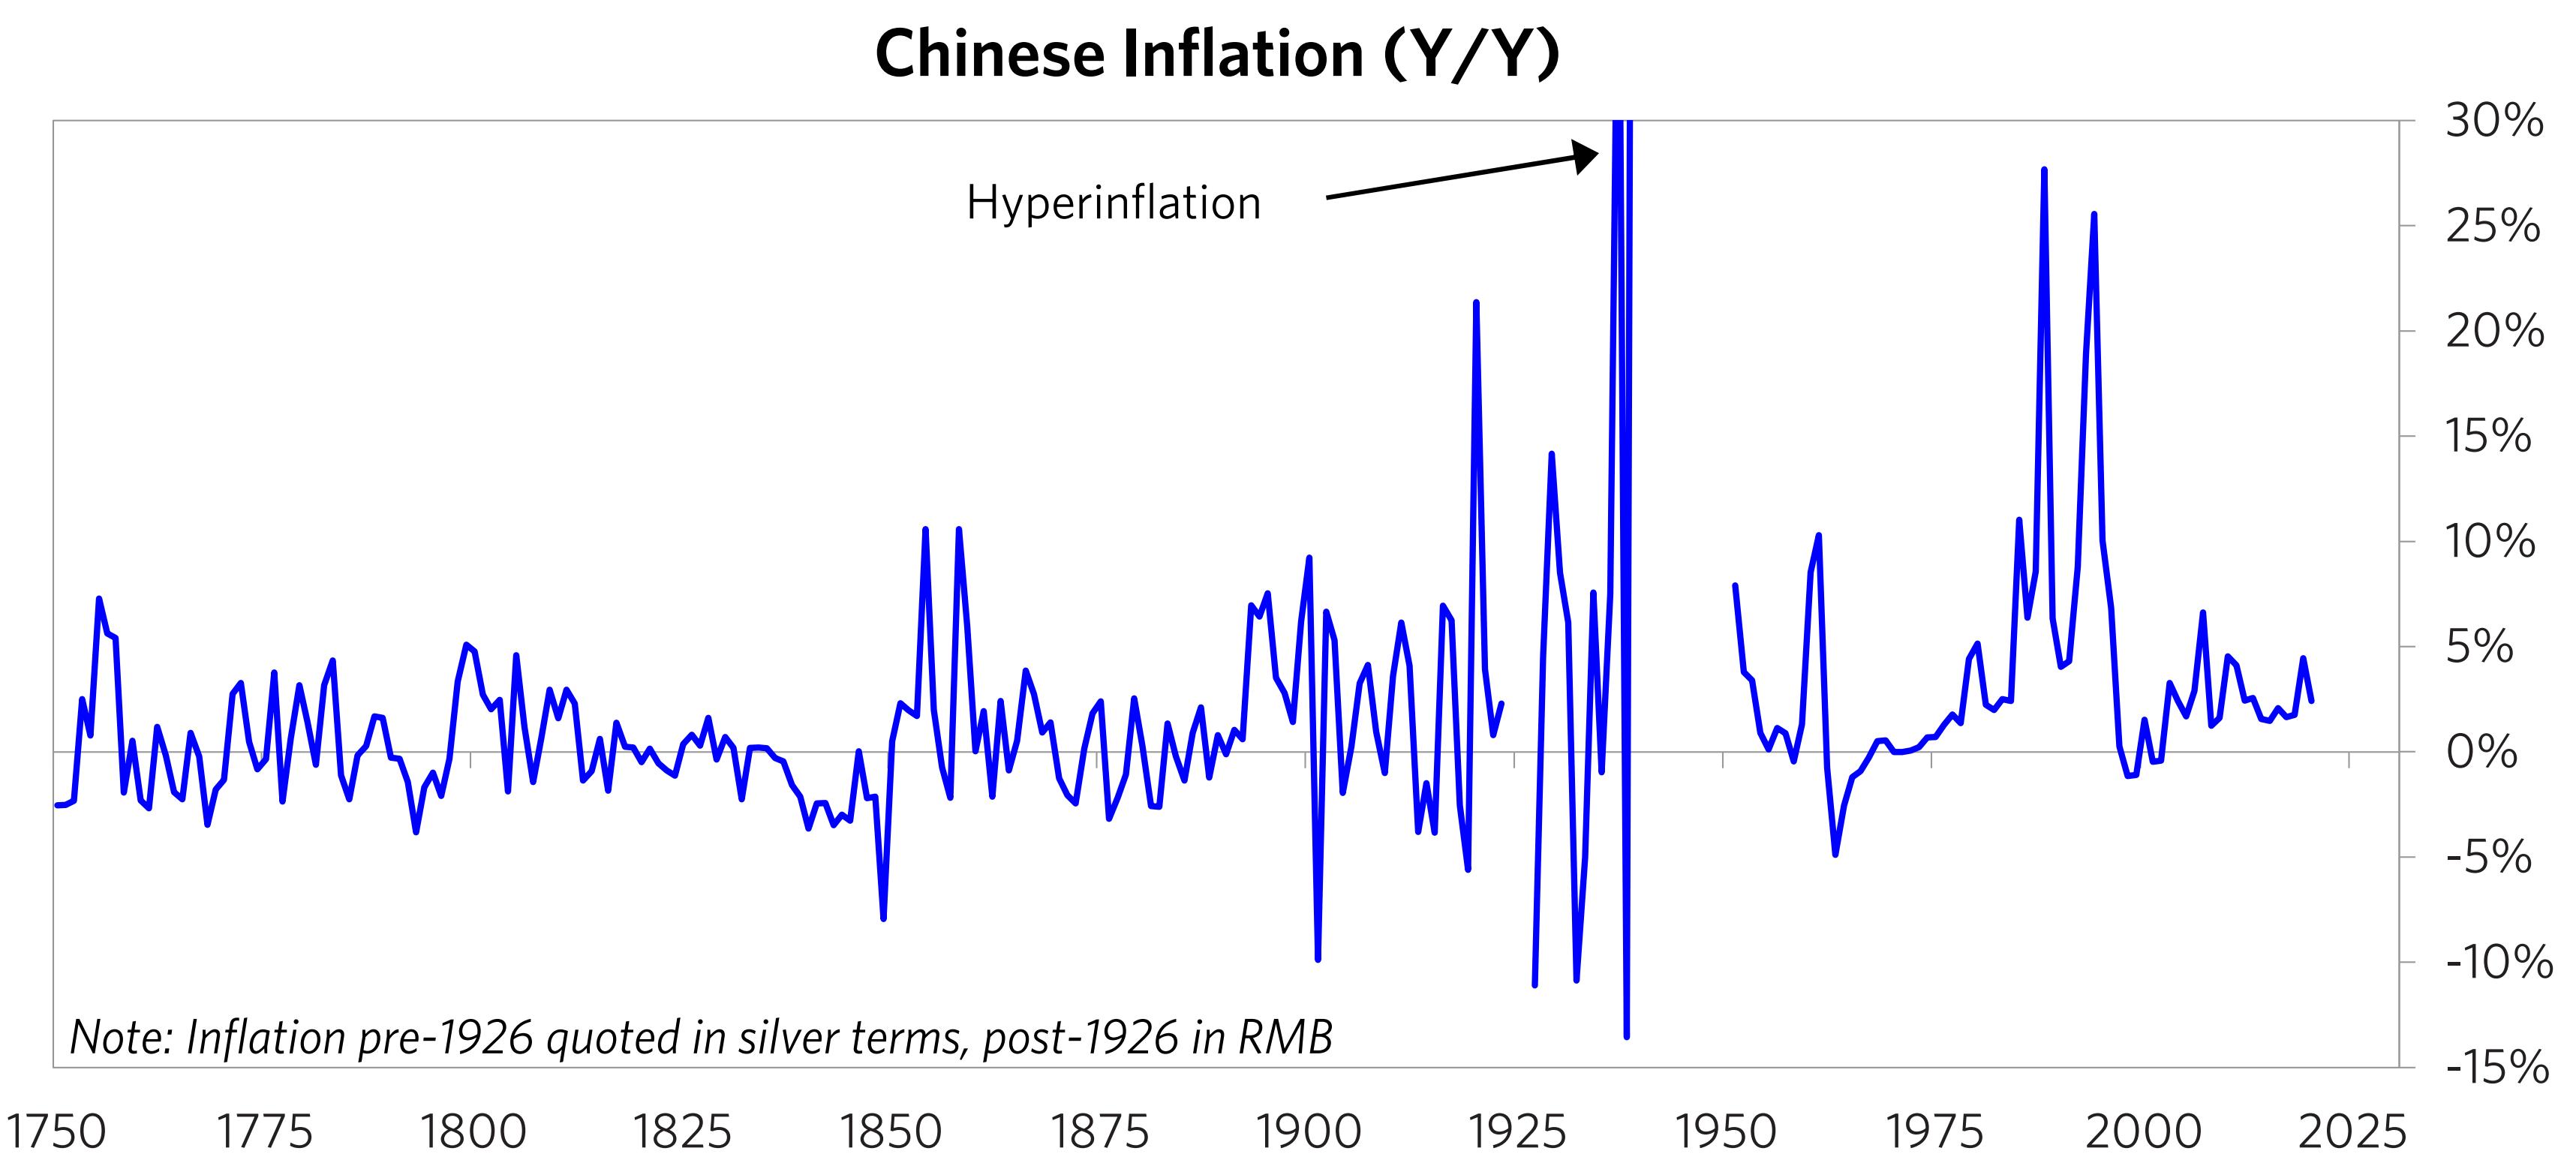 Chinese Inflation (Y/Y)
30%
Hyperinflation
25%
20%
15%
10%
5%
0%
-5%
-10%
Note: Inflation pre-1926 quoted in silver terms, post-1926 in RMB
-15%
1750 1775 1800 1825 1850 1875 1900 1925 1950 1975 2000 2025